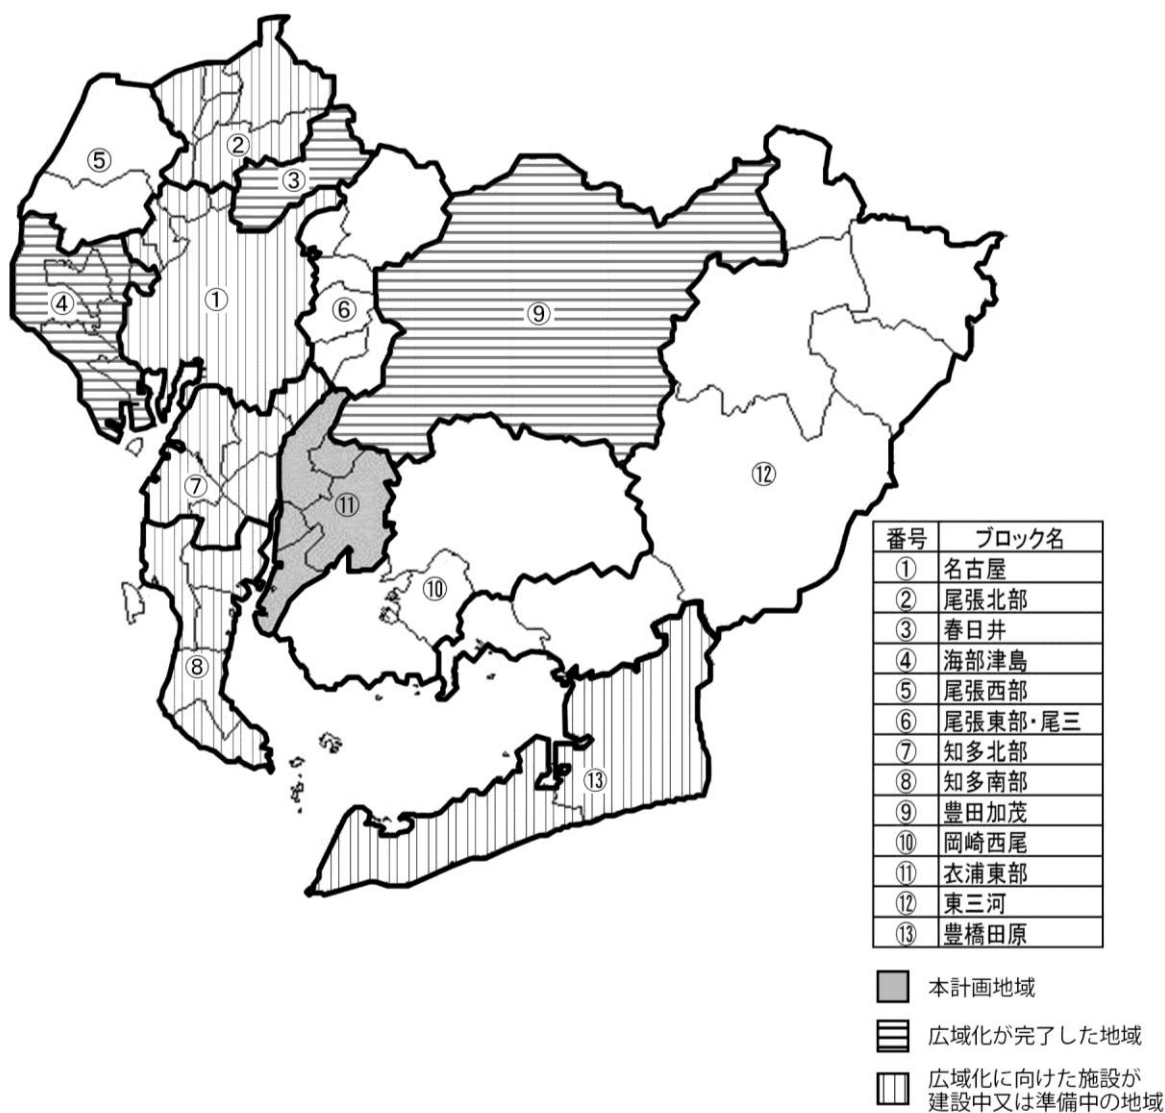 ②
⑤
③
④
①
⑥
⑨
⑫
⑦
⑪
⑩
⑧
⑬
番号 ブロック名
① 名古屋
② 尾張北部
③ 春日井
④ 海部津島
⑤ 尾張西部
⑥ 尾張東部・尾三
⑦ 知多北部
⑧ 知多南部
⑨ 豊田加茂
⑩ 岡崎西尾
⑪ 衣浦東部
⑫ 東三河
⑬ 豊橋田原
本計画地域
広域化が完了した地域
広域化に向けた施設が
建設中又は準備中の地域